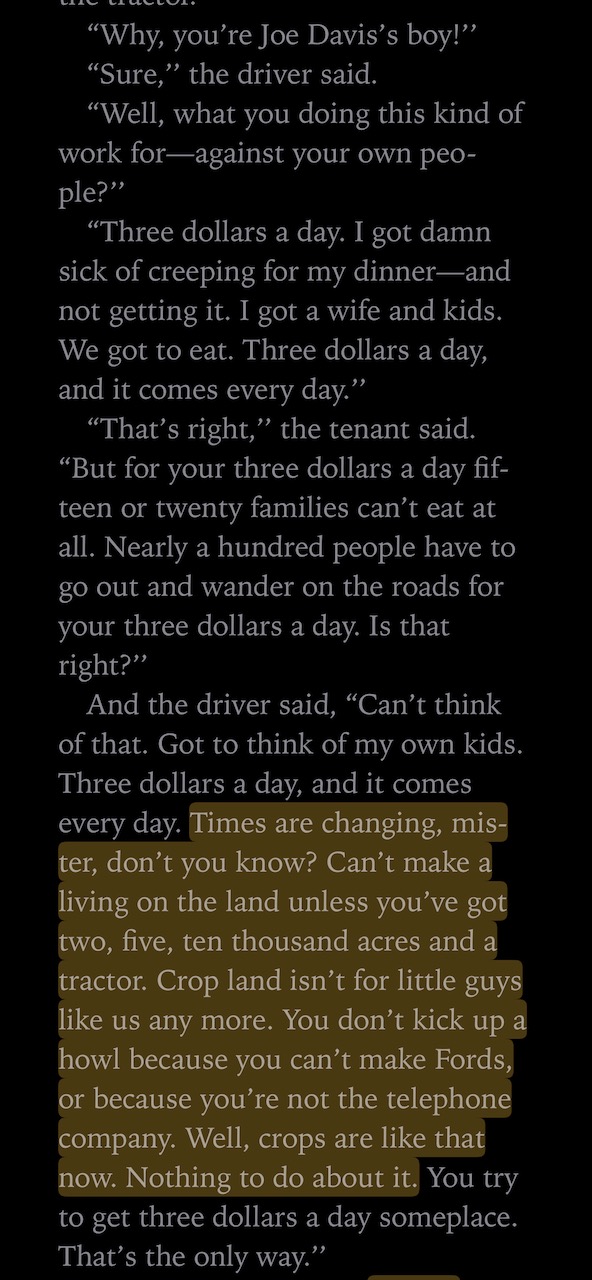 the tractor.
“Why, you’re Joe Davis’s boy!’’
“Sure,’’ the driver said.
“Well, what you doing this kind of
work for—against your own peo-
ple?’’
“Three dollars a day. I got damn
sick of creeping for my dinner—and
not getting it. I got a wife and kids.
We got to eat. Three dollars a day,
and it comes every day.’’
“That’s right,’’ the tenant said.
“But for your three dollars a day fif-
teen or twenty families can’t eat at
all. Nearly a hundred people have to
go out and wander on the roads for
your three dollars a day. Is that
right?’’
And the driver said, “Can’t think
of that. Got to think of my own kids.
Three dollars a day, and it comes
every day. Times are changing, mis-
ter, don’t you know? Can’t make a
living on the land unless you’ve got
two, five, ten thousand acres and a
tractor. Crop land isn’t for little guys
like us any more. You don’t kick up a
howl because you can’t make Fords,
or because you’re not the telephone
company. Well, crops are like that
now. Nothing to do about it. You try
to get three dollars a day someplace.
That’s the only way.’’